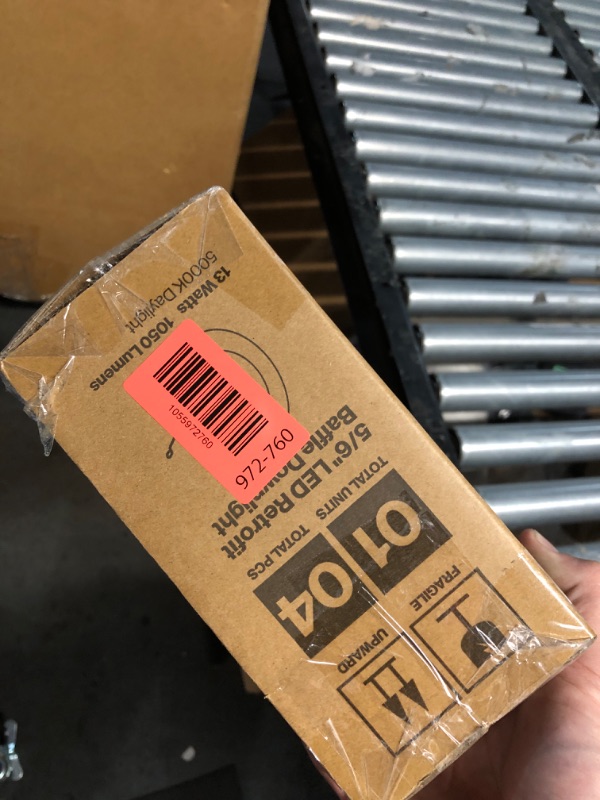 FRAGILE
UPWARD
TOTAL UNITS
01
TOTAL PCS
04
5/6" LED Retrofit
Baffle Downlight
13 Watts 1050 Lumens
5000K Daylight
1055972760
972-760